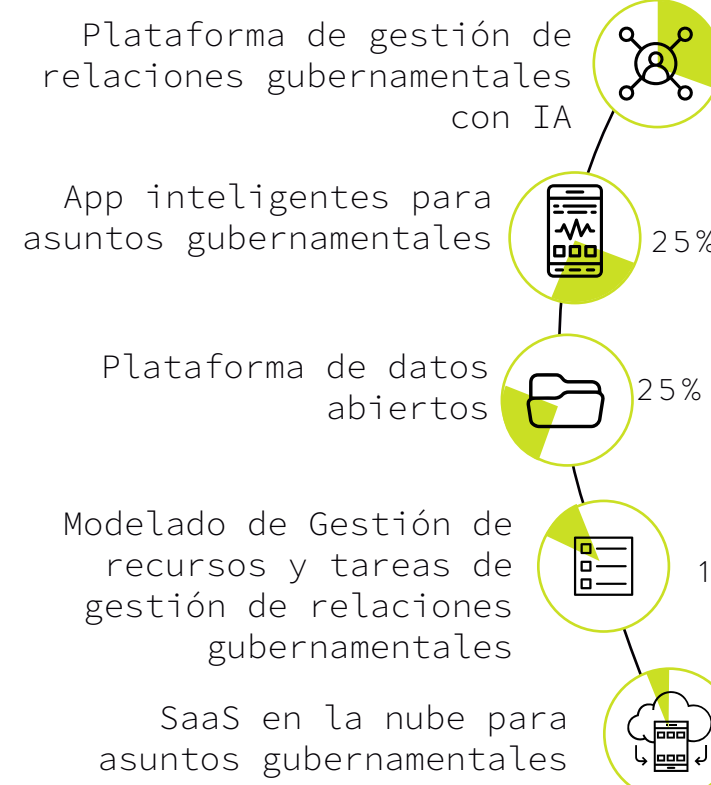 Plataforma de gestión de
relaciones gubernamentales
con IA
App inteligentes para
asuntos gubernamentales
25%
Plataforma de datos
abiertos
25%
Modelado de Gestión de
recursos y tareas de
gestión de relaciones
gubernamentales
1
SaaS en la nube para
asuntos gubernamentales